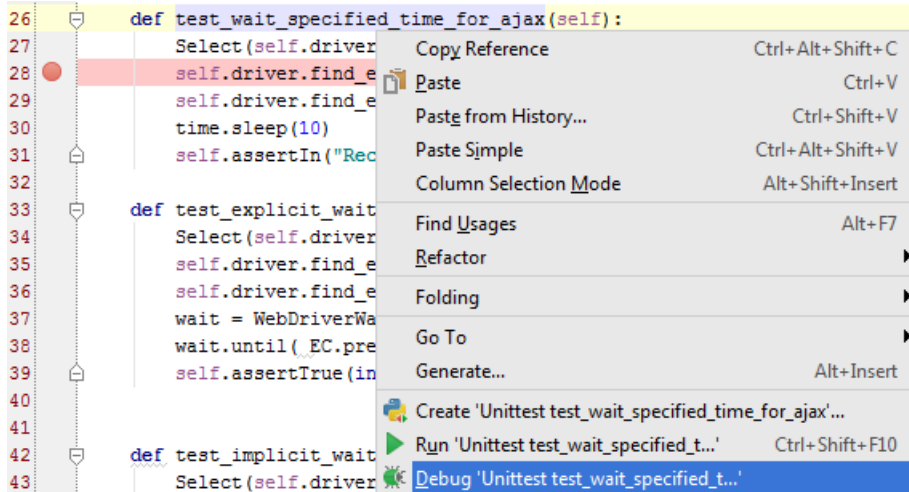 26 def test_wait_specified_time_for_ajax(self):
27 Select(self.driver
28 self.driver.find_e
29 self.driver.find_e
30 time.sleep(10)
31 self.assertIn("Rec
32
33 def test_explicit_wait
34 Select(self.driver
35 self.driver.find_e
36 self.driver.find_e
37 wait = WebDriverWa
38 wait.until( EC.pre
39 self.assertTrue(in
40
41
42 def test_implicit_wait
43 Select(self.driver
Copy Reference Ctrl+Alt+Shift+C
Paste Ctrl+V
Paste from History... Ctrl+Shift+V
Paste Simple Ctrl+Alt+Shift+V
Column Selection Mode Alt+Shift+Insert
Find Usages Alt+F7
Refactor
Folding
Go To
Generate... Alt+Insert
Create 'Unittest test_wait_specified_time_for_ajax'...
Run 'Unittest test_wait_specified_t...' Ctrl+Shift+F10
Debug 'Unittest test_wait_specified_t...'